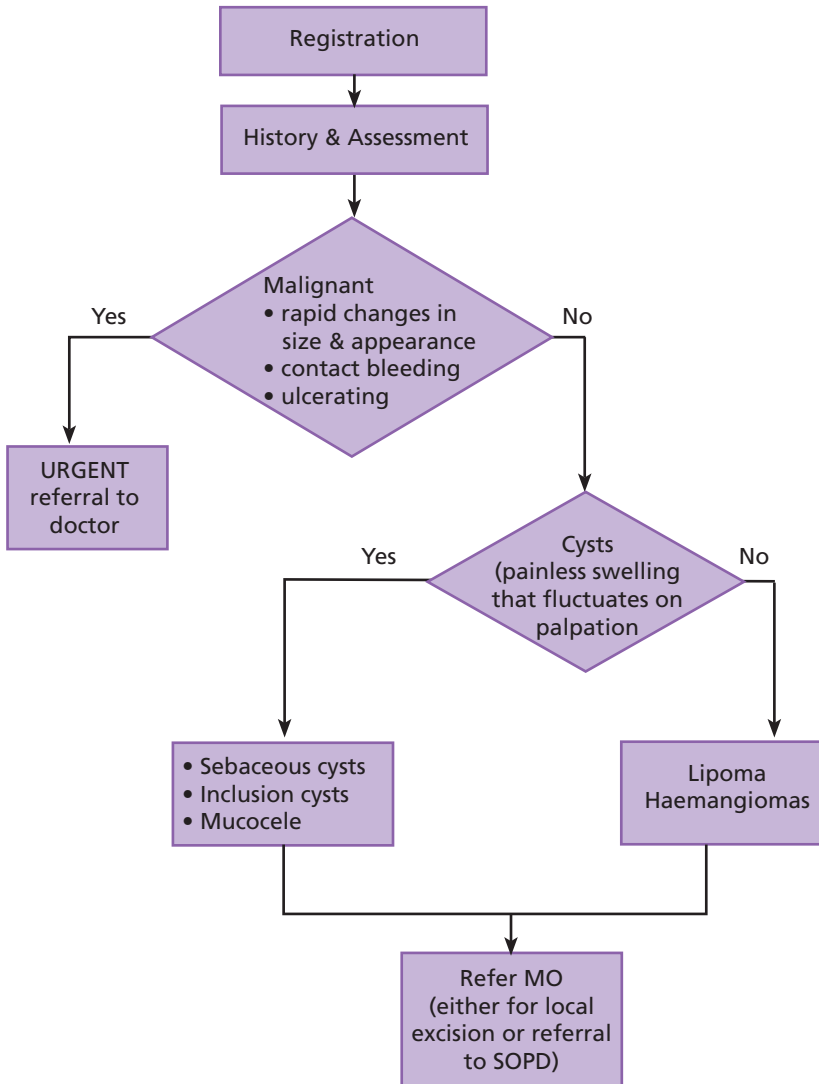 Registration
History & Assessment
Malignant
• rapid changes in
size & appearance
• contact bleeding
• ulcerating
Yes
No
URGENT
referral to
doctor
Cysts
(painless swelling
that fluctuates on
palpation
Yes
No
• Sebaceous cysts
• Inclusion cysts
• Mucocele
Lipoma
Haemangiomas
Refer MO
(either for local
excision or referral
to SOPD)